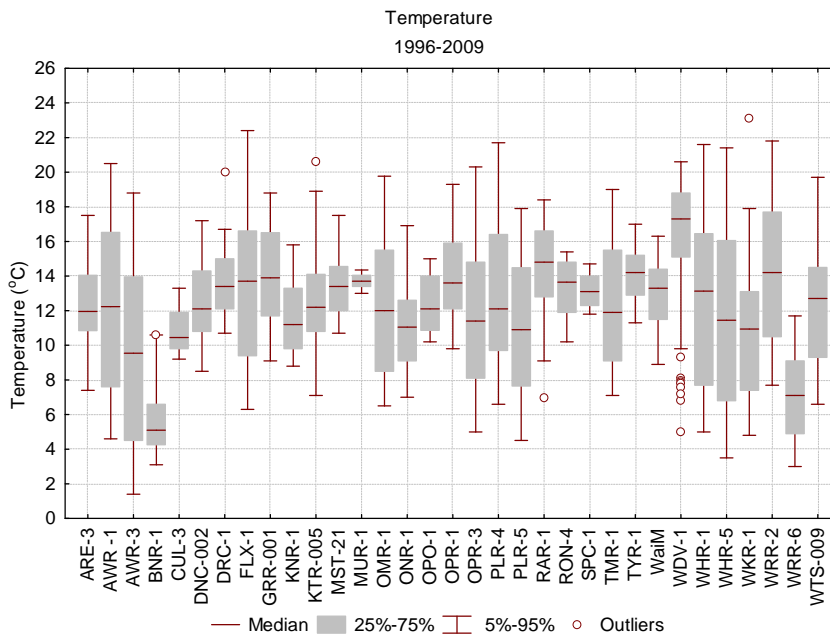 Temperature
1996-2009
26
24
22
20
18
16
14
12
10
8
6
4
2
0
Temperature (°C)
ARE-3
AWR -1
AWR-3
BNR-1
CUL-3
DNC-002
DRC-1
FLX-1
GRR-001
KNR-1
KTR-005
MST-21
MUR-1
OMR-1
ONR-1
OPO-1
OPR-1
OPR-3
PLR-4
PLR-5
RAR-1
RON-4
SPC-1
TMR-1
TYR-1
WaiM
WDV-1
WHR-1
WHR-5
WKR-1
WRR-2
WRR-6
WTS-009
Median 25%-75% 5%-95% Outliers